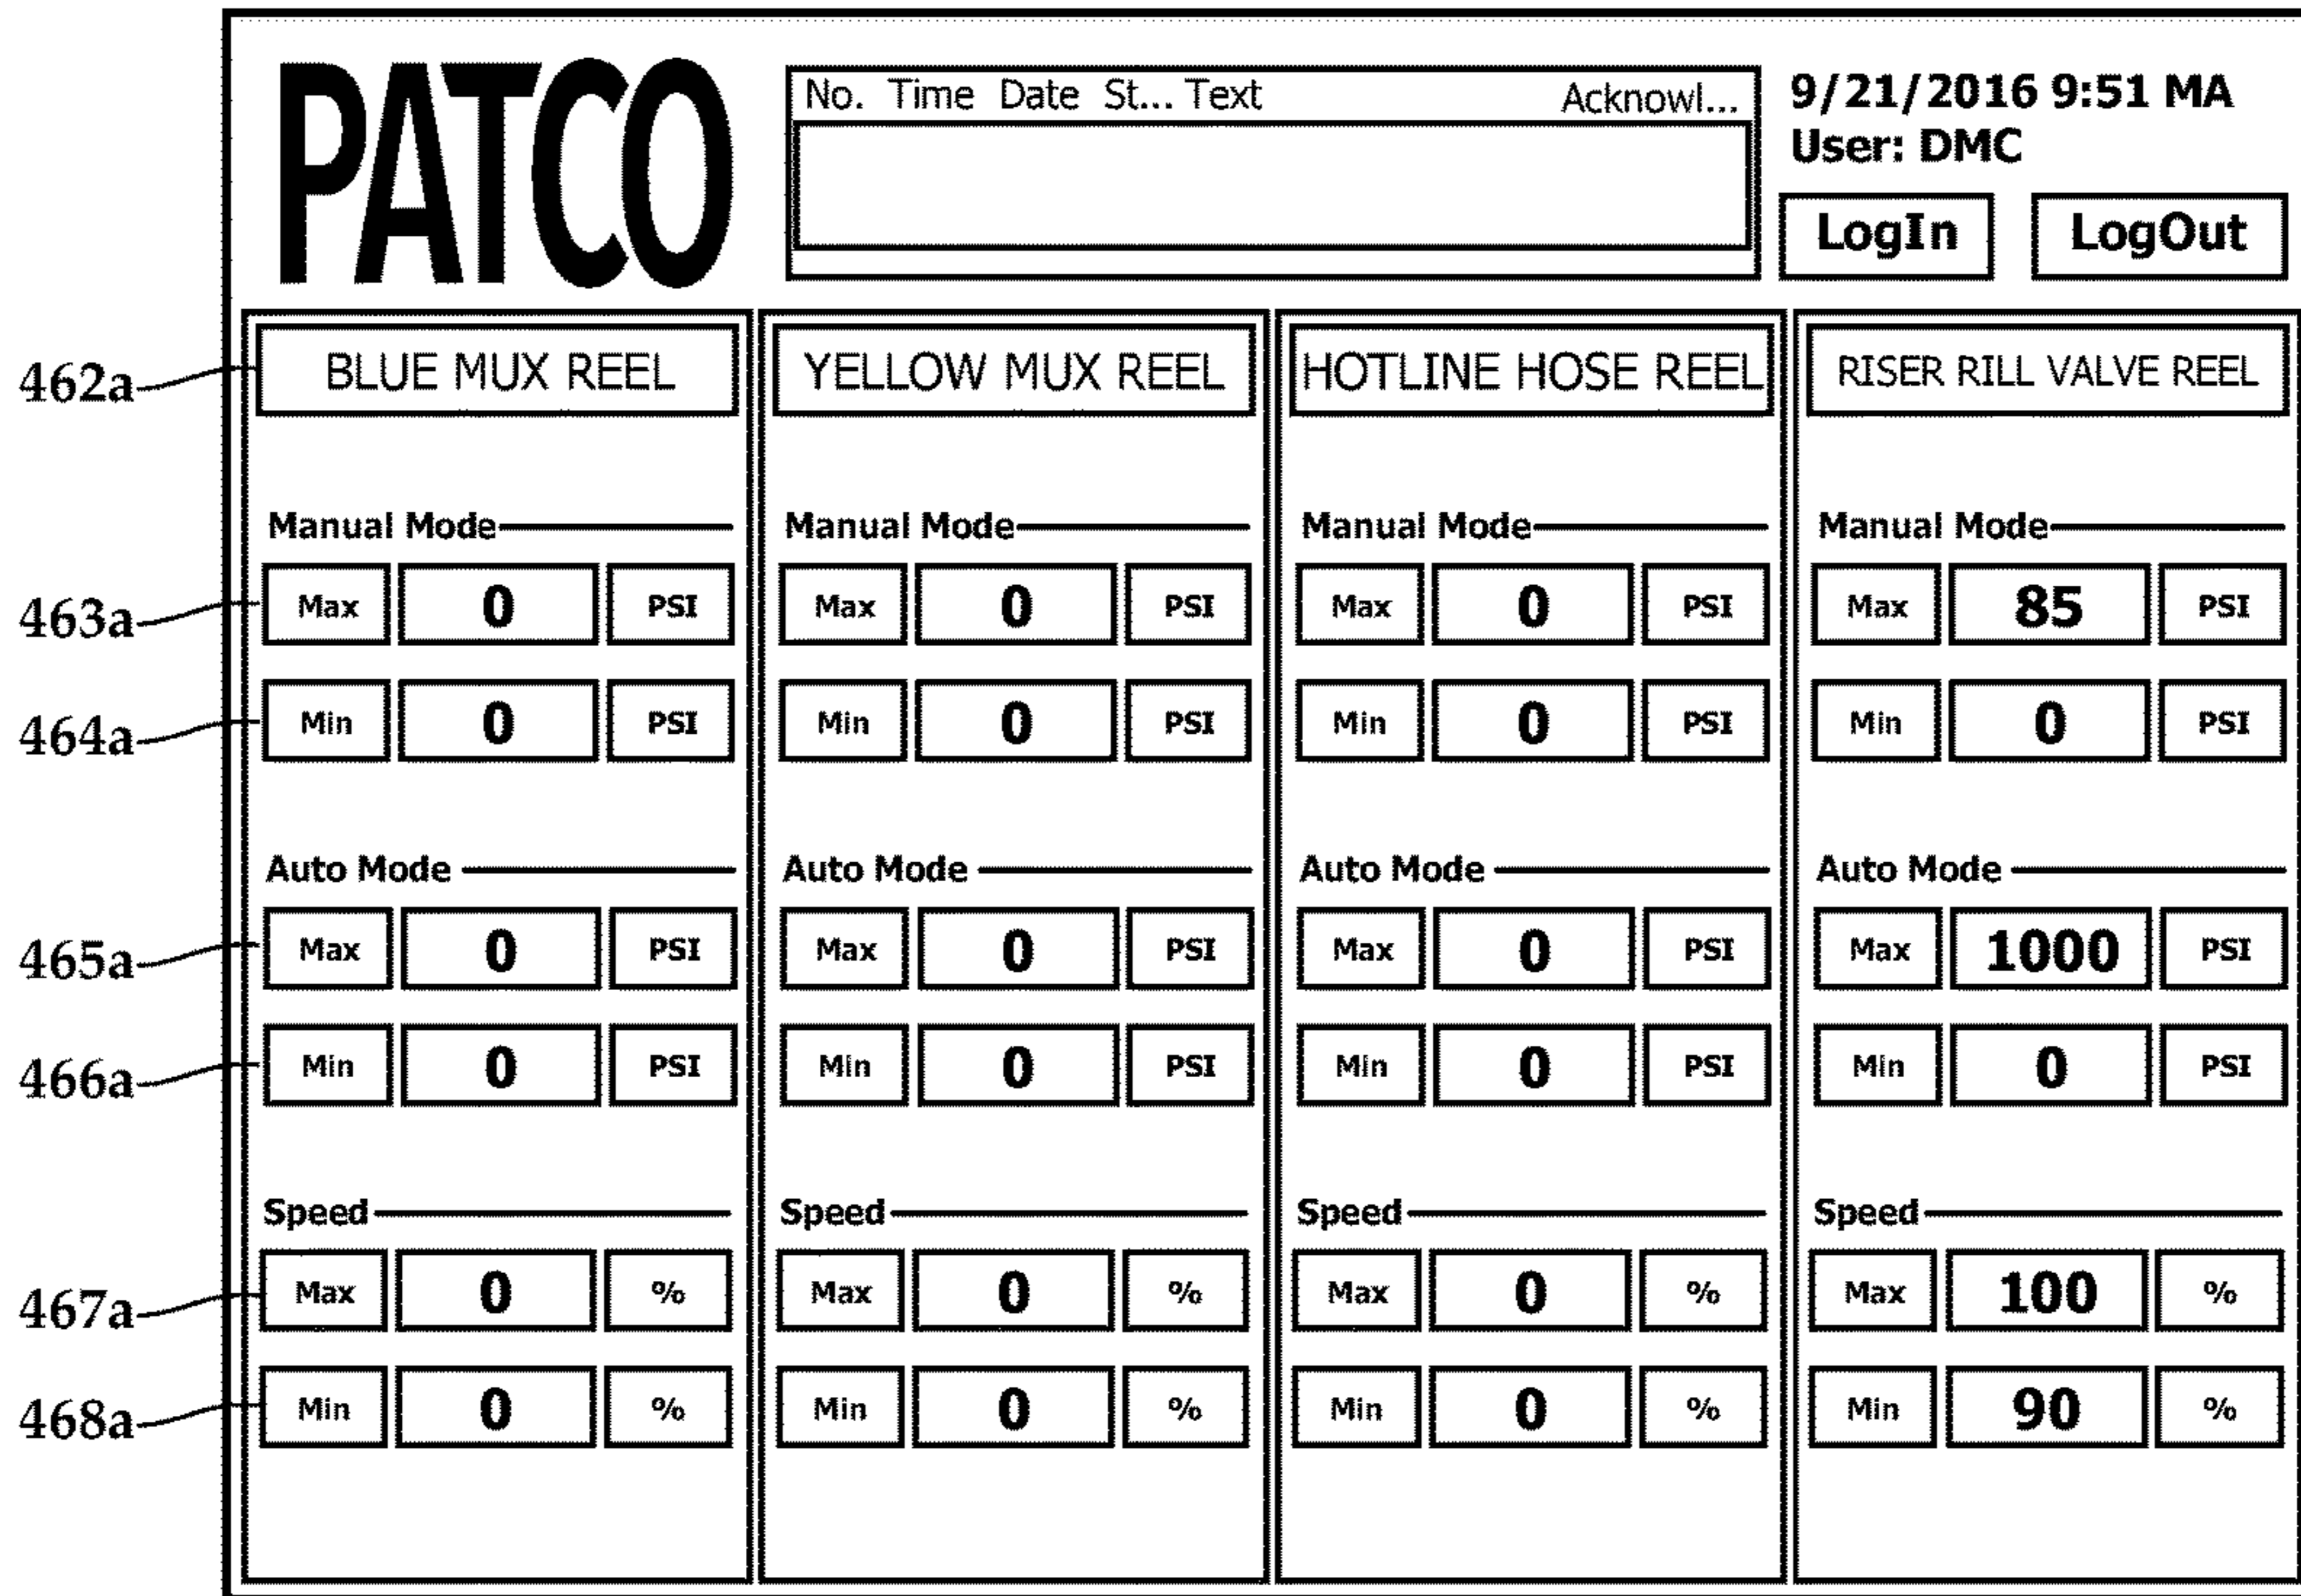 PATCO
No. Time Date St... Text Acknowl...
9/21/2016 9:51 MA
User: DMC
LogIn LogOut
462a BLUE MUX REEL YELLOW MUX REEL HOTLINE HOSE REEL RISER RILL VALVE REEL
Manual Mode Manual Mode Manual Mode Manual Mode
463a Max 0 PSI Max 0 PSI Max 0 PSI Max 85 PSI
464a Min 0 PSI Min 0 PSI Min 0 PSI Min 0 PSI
Auto Mode Auto Mode Auto Mode Auto Mode
465a Max 0 PSI Max 0 PSI Max 0 PSI Max 1000 PSI
466a Min 0 PSI Min 0 PSI Min 0 PSI Min 0 PSI
Speed Speed Speed Speed
467a Max 0 % Max 0 % Max 0 % Max 100 %
468a Min 0 % Min 0 % Min 0 % Min 90 %